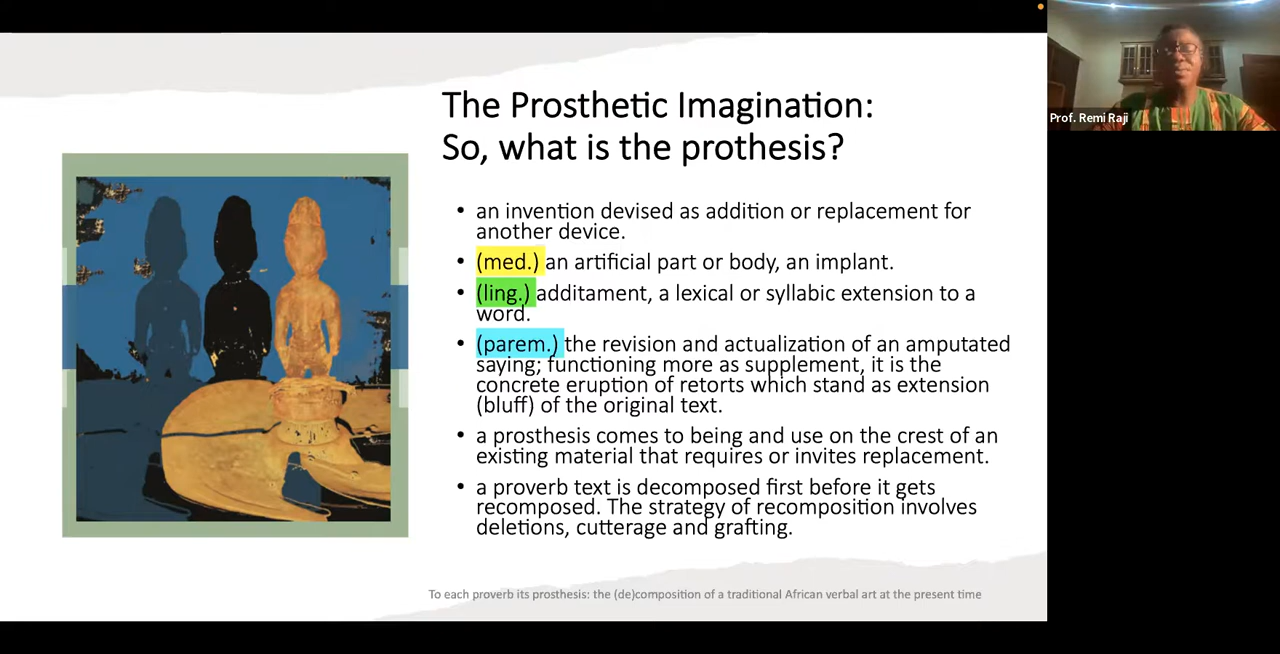 The Prosthetic Imagination:
So, what is the prothesis?
• an invention devised as addition or replacement for
another device.
• (med.) an artificial part or body, an implant.
• (ling.) additament, a lexical or syllabic extension to a
word.
• (parem.) the revision and actualization of an amputated
saying; functioning more as supplement, it is the
concrete eruption of retorts which stand as extension
(bluff) of the original text.
• a prosthesis comes to being and use on the crest of an
existing material that requires or invites replacement.
• a proverb text is decomposed first before it gets
recomposed. The strategy of recomposition involves
deletions, cutterage and grafting.
To each proverb its prosthesis: the (de)composition of a traditional African verbal art at the present time
Prof. Remi Raji